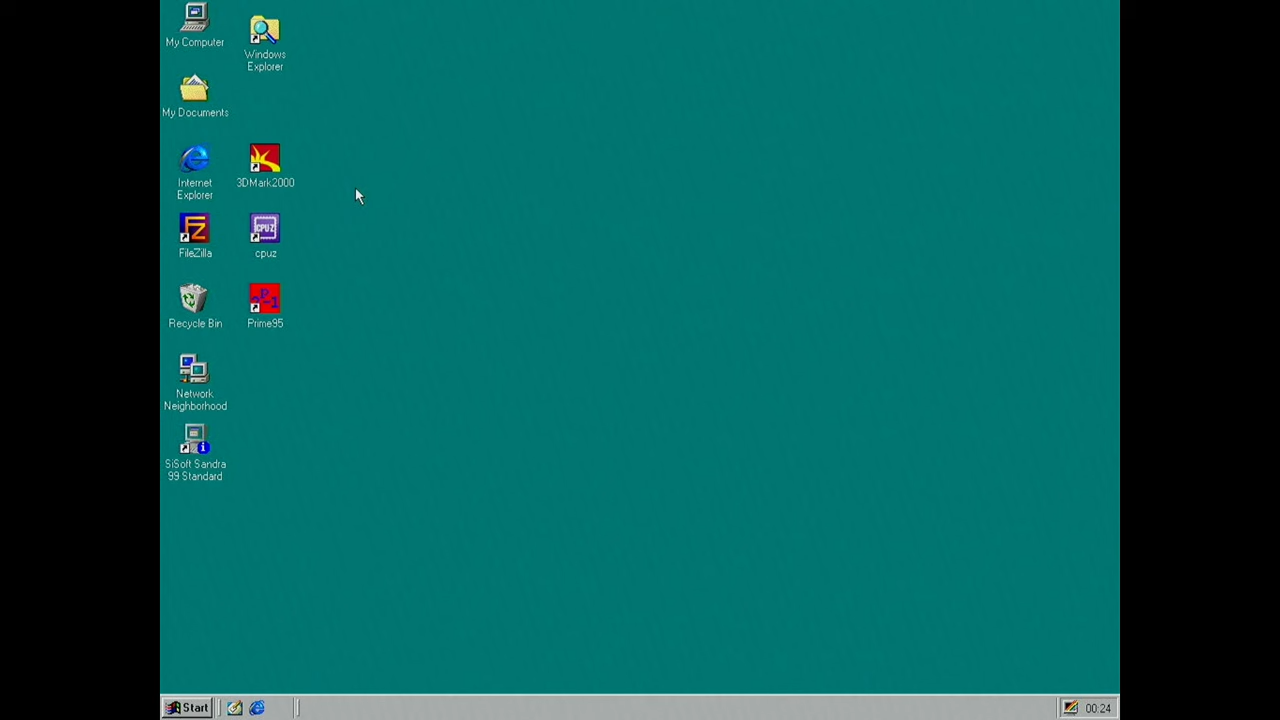 My Computer
Windows
Explorer
My Documents
Internet
Explorer
3DMark2000
FileZilla
CPUZ
cpuz
Recycle Bin
Prime95
Network
Neighborhood
SiSoft Sandra
99 Standard
Start
00:24